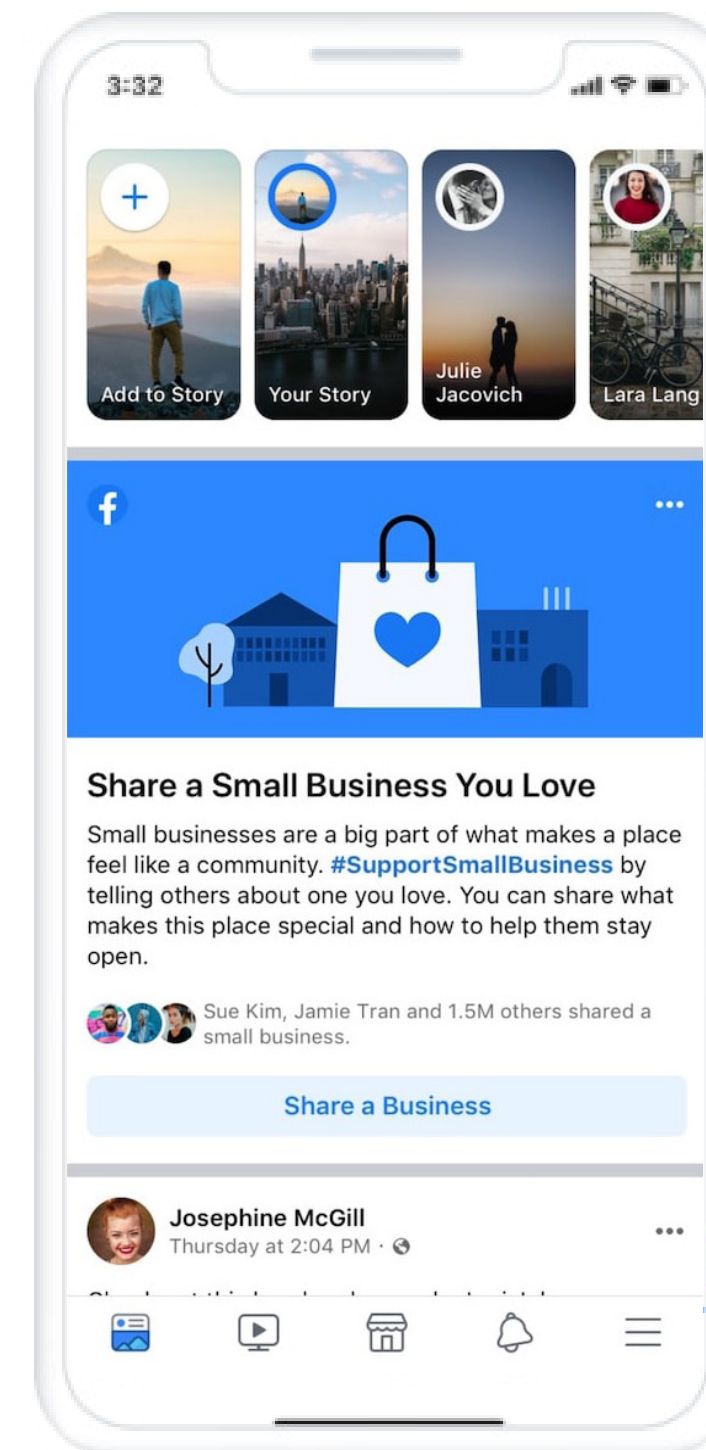 3:32
Add to Story
Your Story
Julie
Jacovich
Lara Lang
Share a Small Business You Love
Small businesses are a big part of what makes a place
feel like a community. #SupportSmallBusiness by
telling others about one you love. You can share what
makes this place special and how to help them stay
open.
Sue Kim, Jamie Tran and 1.5M others shared a
small business.
Share a Business
Josephine McGill
Thursday at 2:04 PM ·